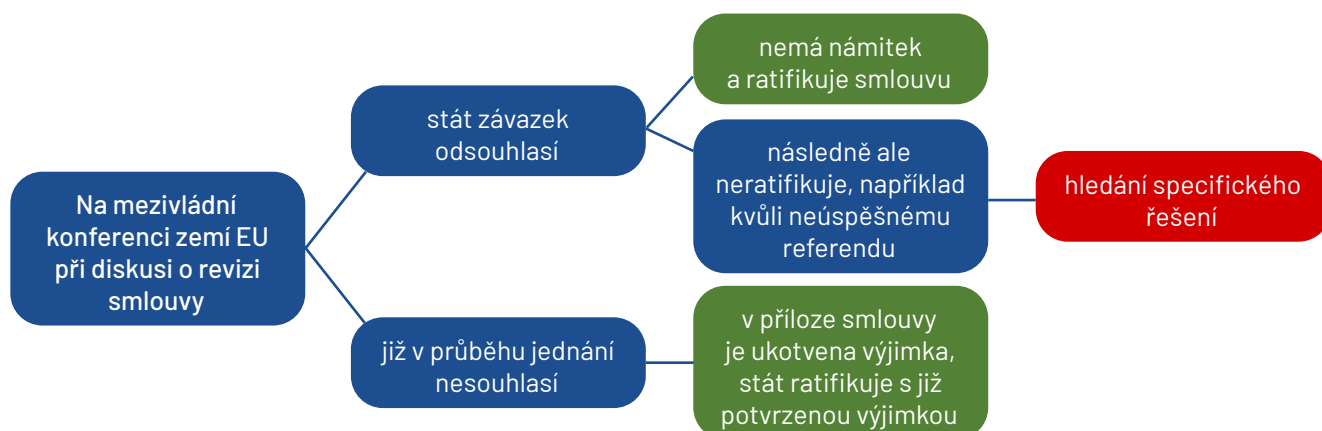 Na mezivládní
konferenci zemí EU
při diskusi o revizi
smlouvy
stát závazek
odsouhlasí
nemá námitek
a ratifikuje smlouvu
následně ale
neratifikuje, například
kvůli neúspěšnému
referendu
hledání specifického
řešení
již v průběhu jednání
nesouhlasí
v příloze smlouvy
je ukotvena výjimka,
stát ratifikuje s již
potvrzenou výjimkou